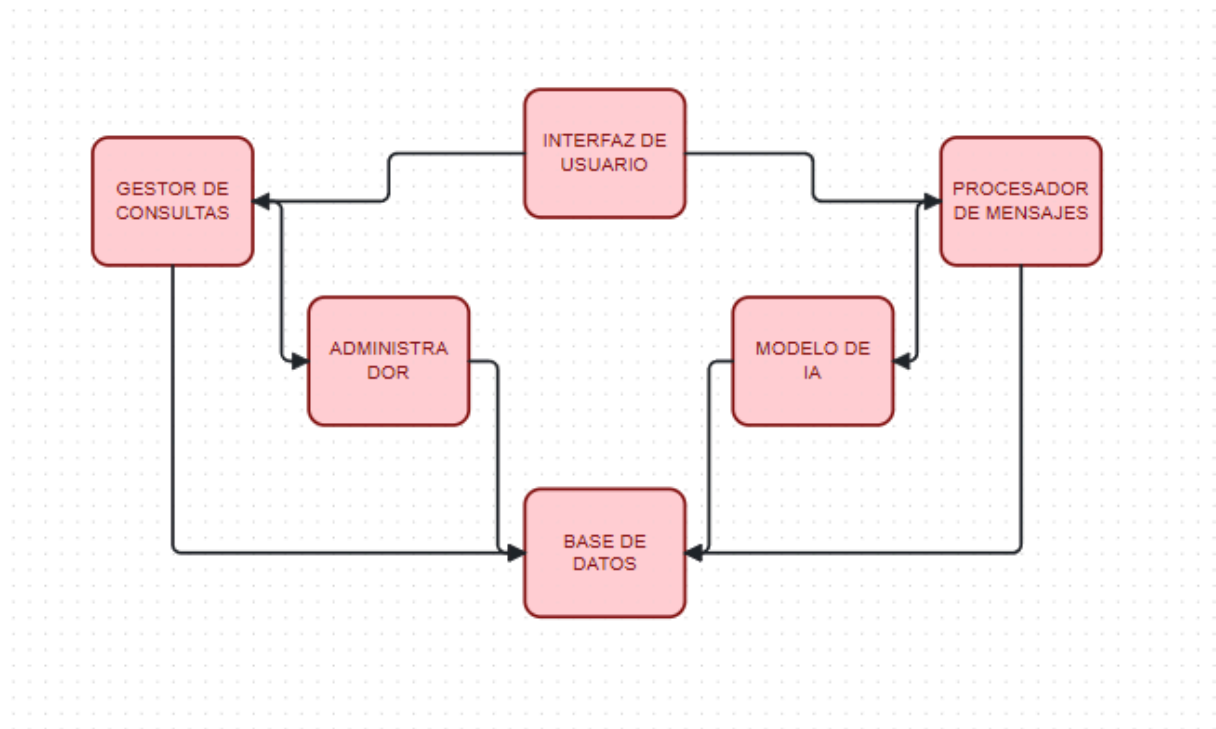 INTERFAZ DE
USUARIO
GESTOR DE
CONSULTAS
PROCESADOR
DE MENSAJES
ADMINISTRA
DOR
MODELO DE
IA
BASE DE
DATOS